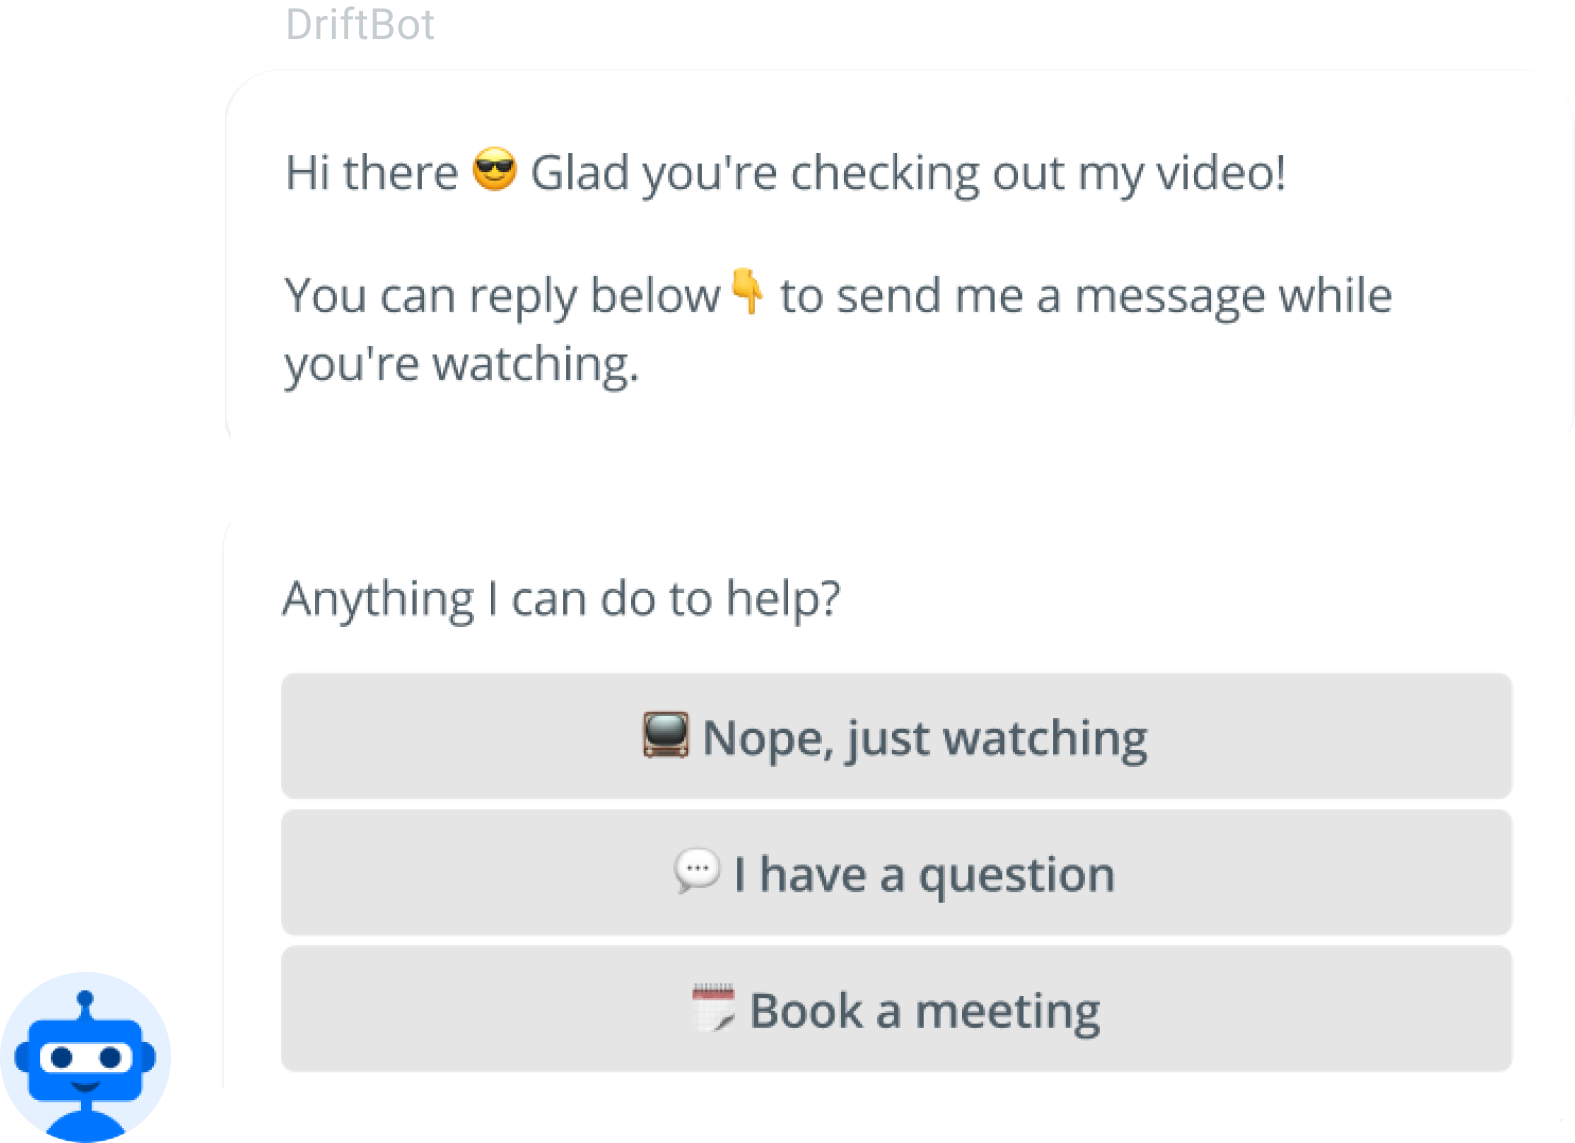 DriftBot
Hi there 😎 Glad you're checking out my video!
You can reply below👇 to send me a message while
you're watching.
Anything I can do to help?
📺 Nope, just watching
💬 I have a question
🗓 Book a meeting